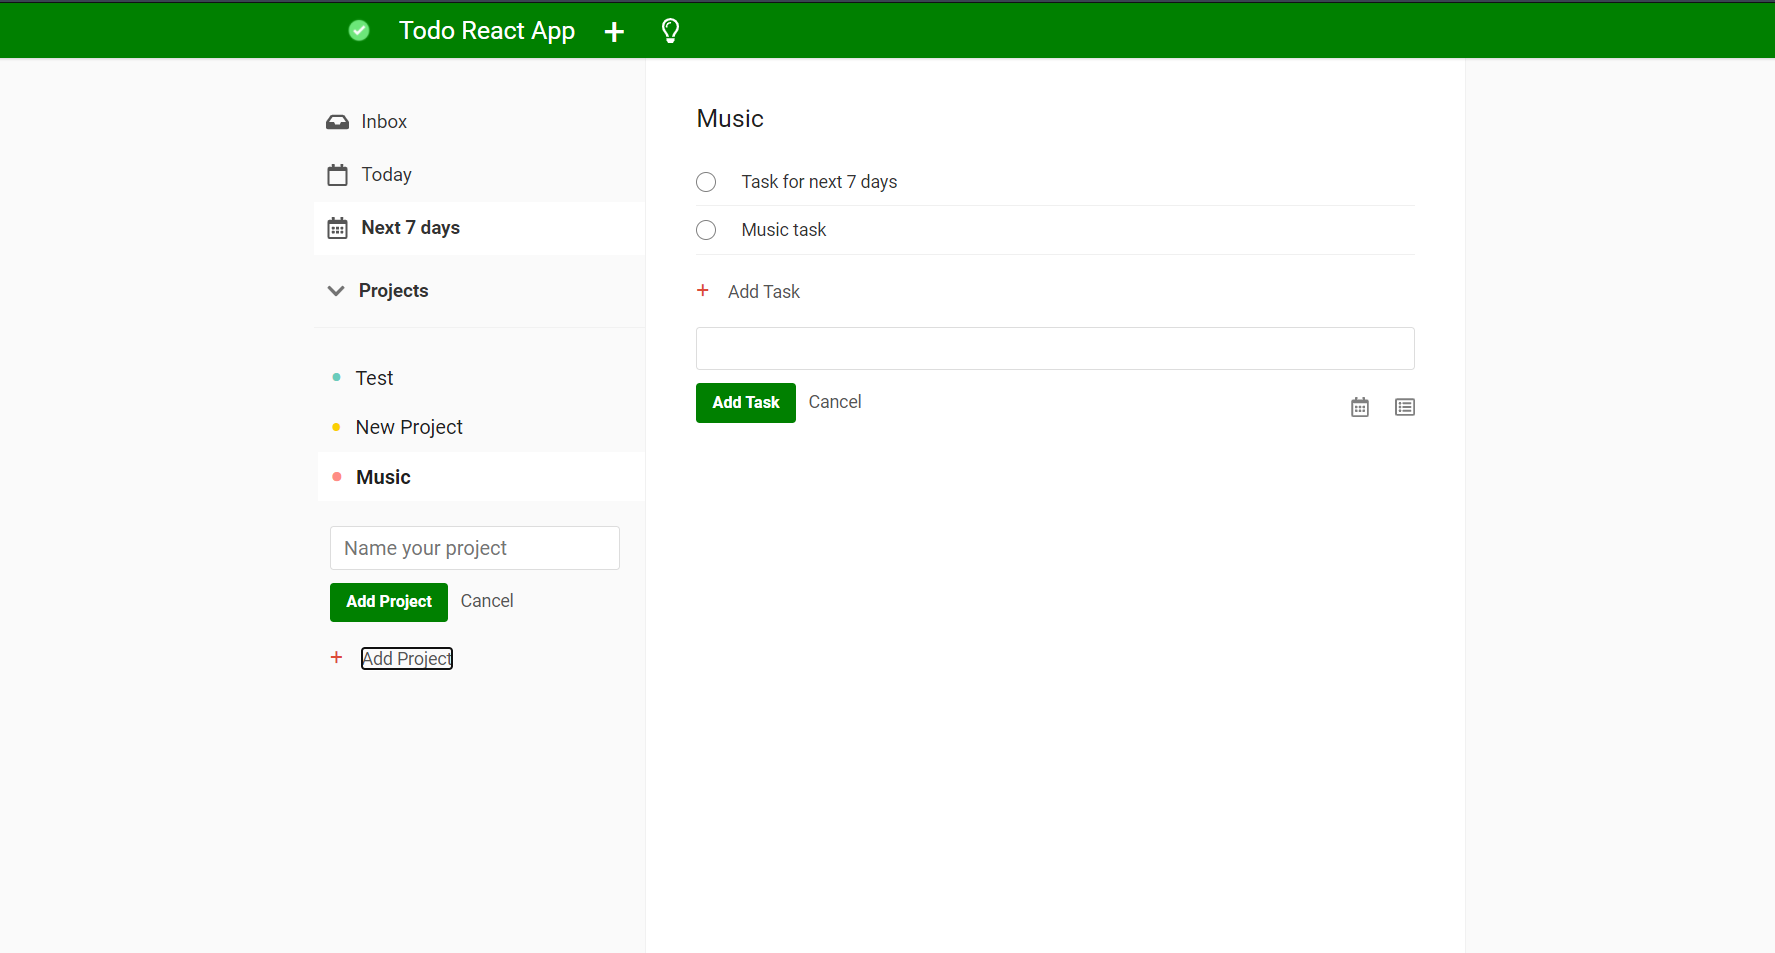 Todo React App
Inbox
Today
Next 7 days
Projects
Test
New Project
Music
Name your project
Add Project Cancel
+ Add Project
Music
Task for next 7 days
Music task
+ Add Task
Add Task Cancel